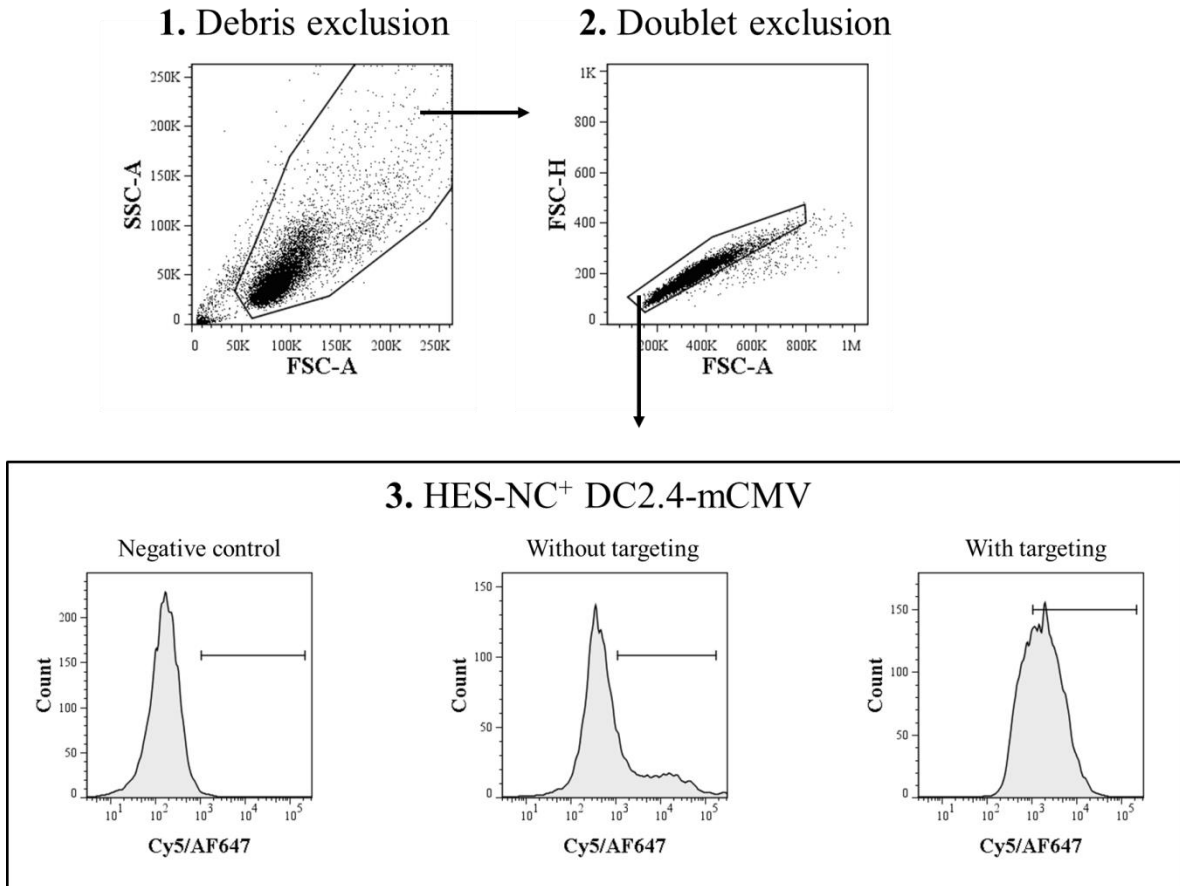 1. Debris exclusion
250K
200K
150K
100K
50K
0
SSC-A
0 50K 100K 150K 200K 250K
FSC-A
2. Doublet exclusion
1K
800
600
400
200
0
FSC-H
200K 400K 600K 800K 1M
FSC-A
3. HES-NC⁺ DC2.4-mCMV
Negative control
200
150
100
50
0
Count
10¹ 10² 10³ 10⁴ 10⁵
Cy5/AF647
Without targeting
150
100
50
0
Count
10¹ 10² 10³ 10⁴ 10⁵
Cy5/AF647
With targeting
150
100
50
0
Count
10¹ 10² 10³ 10⁴ 10⁵
Cy5/AF647